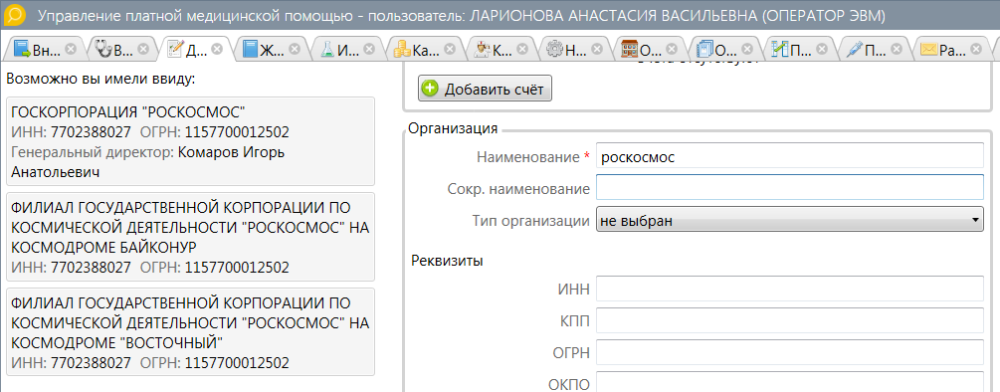 Управление платной медицинской помощью - пользователь: ЛАРИОНОВА АНАСТАСИЯ ВАСИЛЬЕВНА (ОПЕРАТОР ЭВМ)
Вн... В... Д... Ж... И... Ка... К... Н... О... О... П... П... Ра...
Возможно вы имели ввиду:
ГОСКОРПОРАЦИЯ "РОСКОСМОС"
ИНН: 7702388027 ОГРН: 1157700012502
Генеральный директор: Комаров Игорь
Анатольевич
ФИЛИАЛ ГОСУДАРСТВЕННОЙ КОРПОРАЦИИ ПО
КОСМИЧЕСКОЙ ДЕЯТЕЛЬНОСТИ "РОСКОСМОС" НА
КОСМОДРОМЕ БАЙКОНУР
ИНН: 7702388027 ОГРН: 1157700012502
ФИЛИАЛ ГОСУДАРСТВЕННОЙ КОРПОРАЦИИ ПО
КОСМИЧЕСКОЙ ДЕЯТЕЛЬНОСТИ "РОСКОСМОС" НА
КОСМОДРОМЕ "ВОСТОЧНЫЙ"
ИНН: 7702388027 ОГРН: 1157700012502
Добавить счёт
Организация
Наименование * роскосмос
Сокр. наименование
Тип организации не выбран
Реквизиты
ИНН
КПП
ОГРН
ОКПО